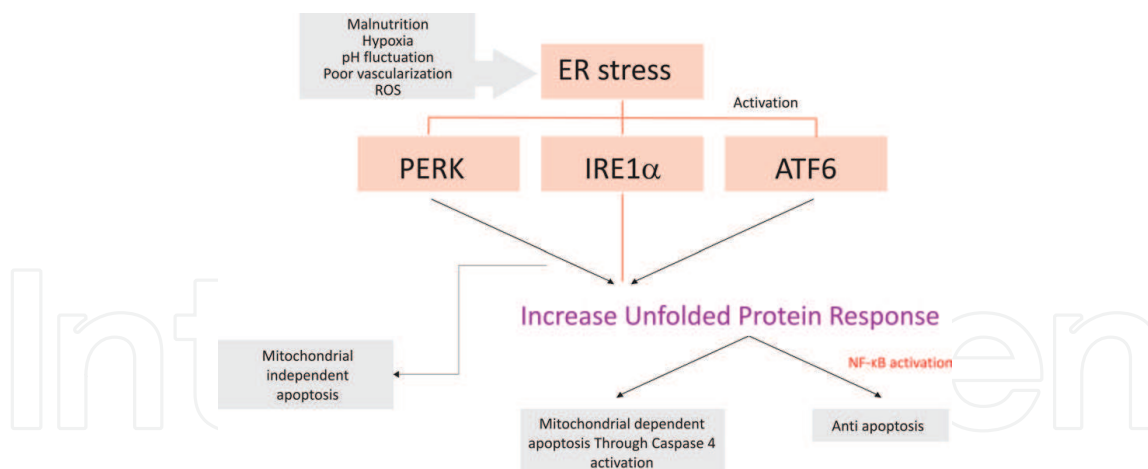 Malnutrition
Hypoxia
pH fluctuation
Poor vascularization
ROS
ER stress
Activation
PERK
IRE1α
ATF6
Increase Unfolded Protein Response
NF-κB activation
Mitochondrial
independent
apoptosis
Mitochondrial dependent
apoptosis Through Caspase 4
activation
Anti apoptosis